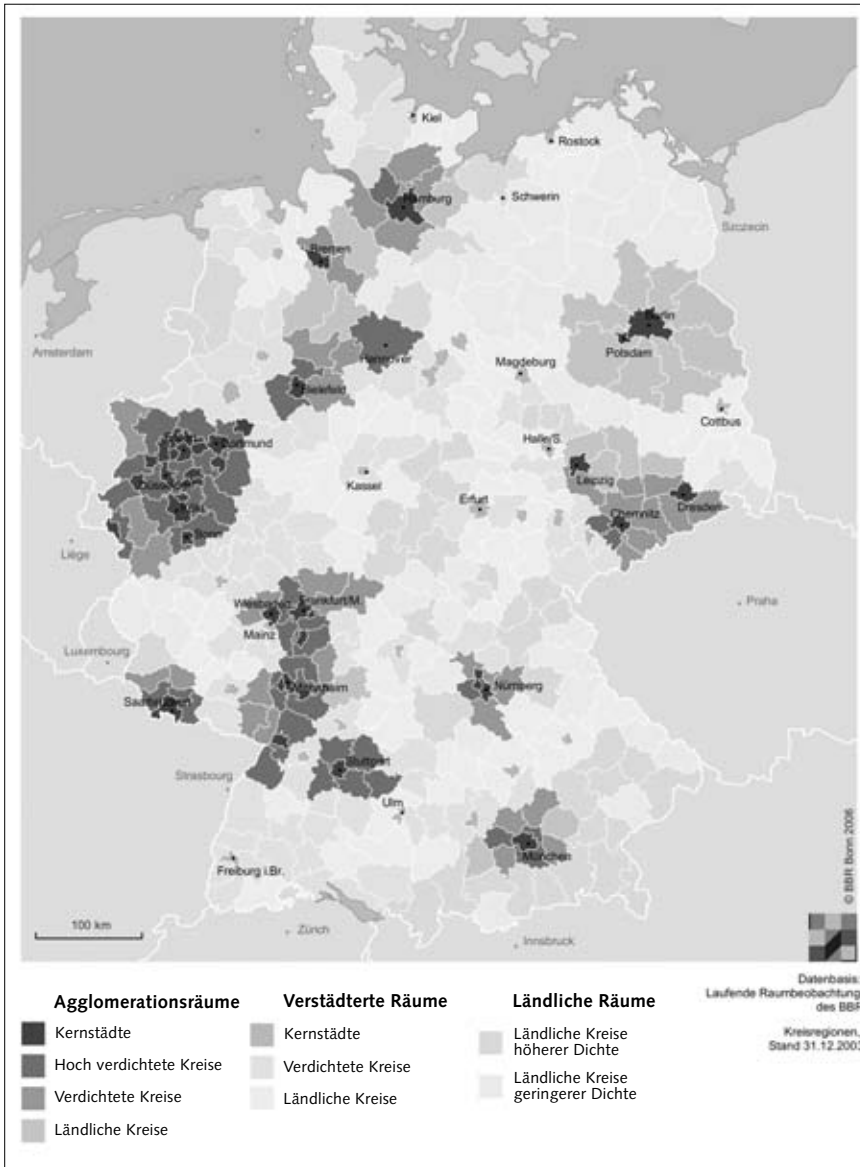 Kiel
Rostock
Hamburg
Schwerin
Szczecin
Bremen
Berlin
Amsterdam
Hannover
Potsdam
Magdeburg
Bielefeld
Cottbus
Dortmund
Halle/S.
Düsseldorf
Kassel
Leipzig
Köln
Erfurt
Dresden
Chemnitz
Bonn
Liège
Wiesbaden
Frankfurt/M.
Praha
Mainz
Luxembourg
Mannheim
Nürnberg
Saarbrücken
Stuttgart
Strasbourg
Ulm
München
Freiburg i.Br.
© BBR Bonn 2006
100 km
Zürich
Innsbruck
Datenbasis:
Laufende Raumbeobachtung
des BBR
Kreisregionen,
Stand 31.12.2003
Agglomerationsräume
Kernstädte
Hoch verdichtete Kreise
Verdichtete Kreise
Ländliche Kreise
Verstädterte Räume
Kernstädte
Verdichtete Kreise
Ländliche Kreise
Ländliche Räume
Ländliche Kreise
höherer Dichte
Ländliche Kreise
geringerer Dichte